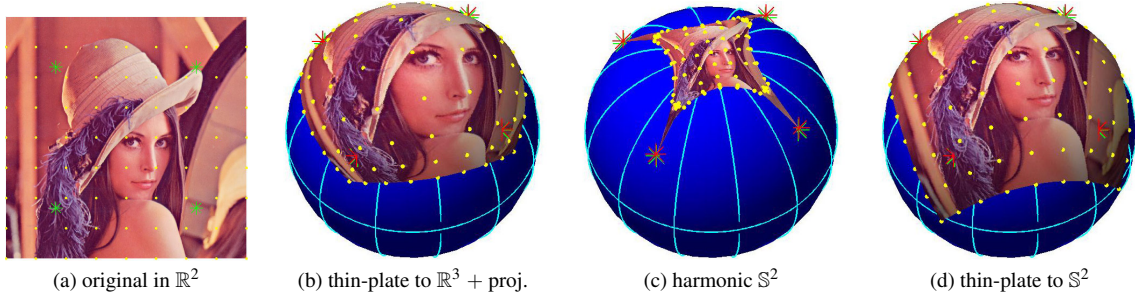 (a) original in ℝ² (b) thin-plate to ℝ³ + proj. (c) harmonic 𝕊² (d) thin-plate to 𝕊²